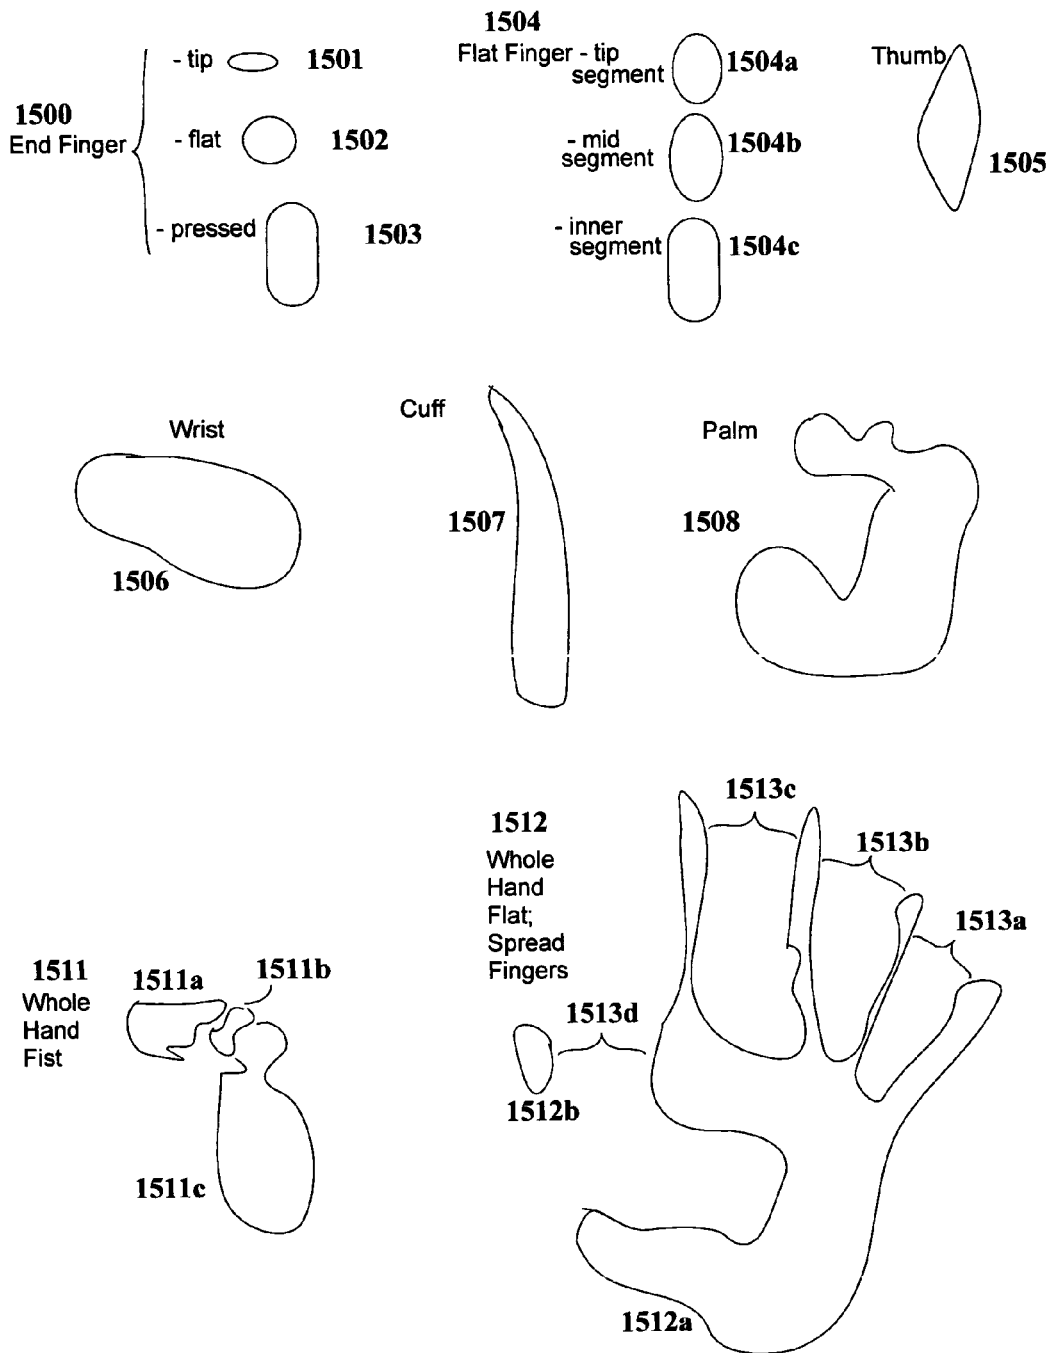 1500
End Finger
- tip
1501
- flat
1502
- pressed
1503
1504
Flat Finger - tip
segment
1504a
- mid
segment
1504b
- inner
segment
1504c
Thumb
1505
Wrist
1506
Cuff
1507
Palm
1508
1511
Whole
Hand
Fist
1511a
1511b
1511c
1512
Whole
Hand
Flat;
Spread
Fingers
1513c
1513b
1513a
1513d
1512b
1512a